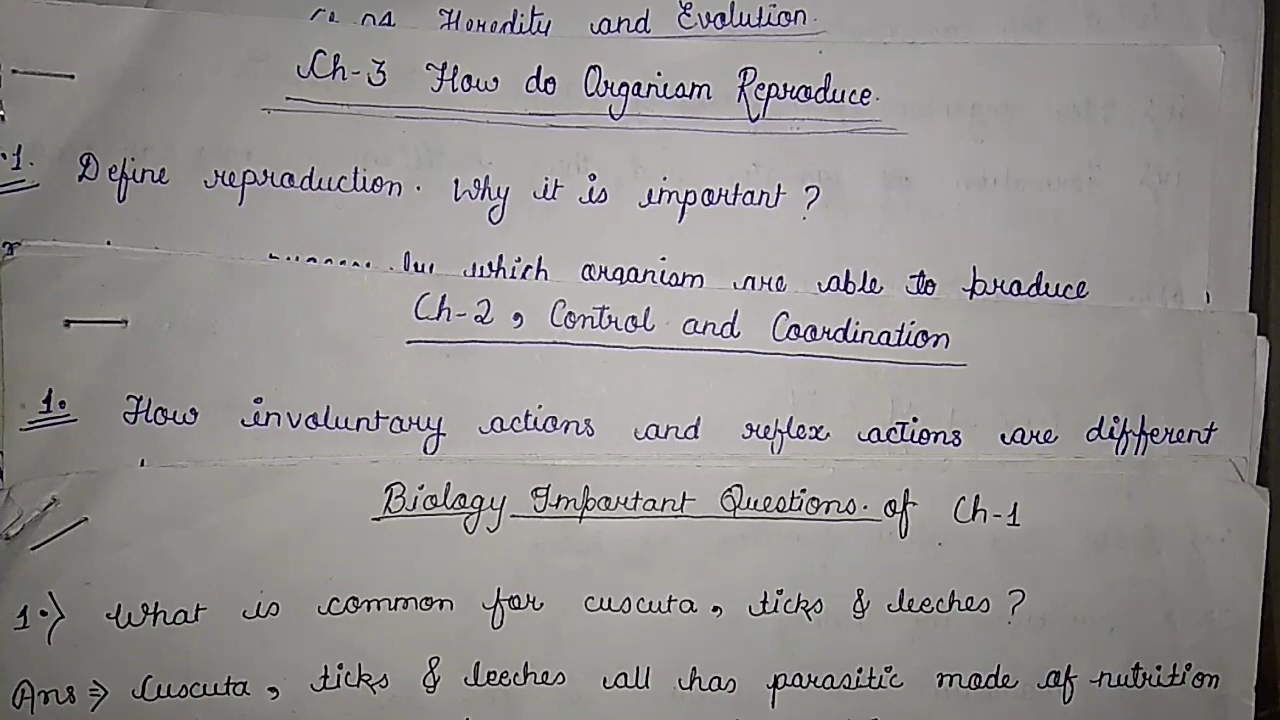 Heredity and Evolution.
Ch-3 How do Organism Reproduce.
1. Define reproduction. Why it is important?
which organism are able to produce
Ch-2, Control and Coordination
1. How involuntary actions and reflex actions are different
Biology Important Questions. of Ch-1
1.) What is common for cuscuta, ticks & leeches?
Ans ⇒ Cuscuta, ticks & leeches all has parasitic mode of nutrition